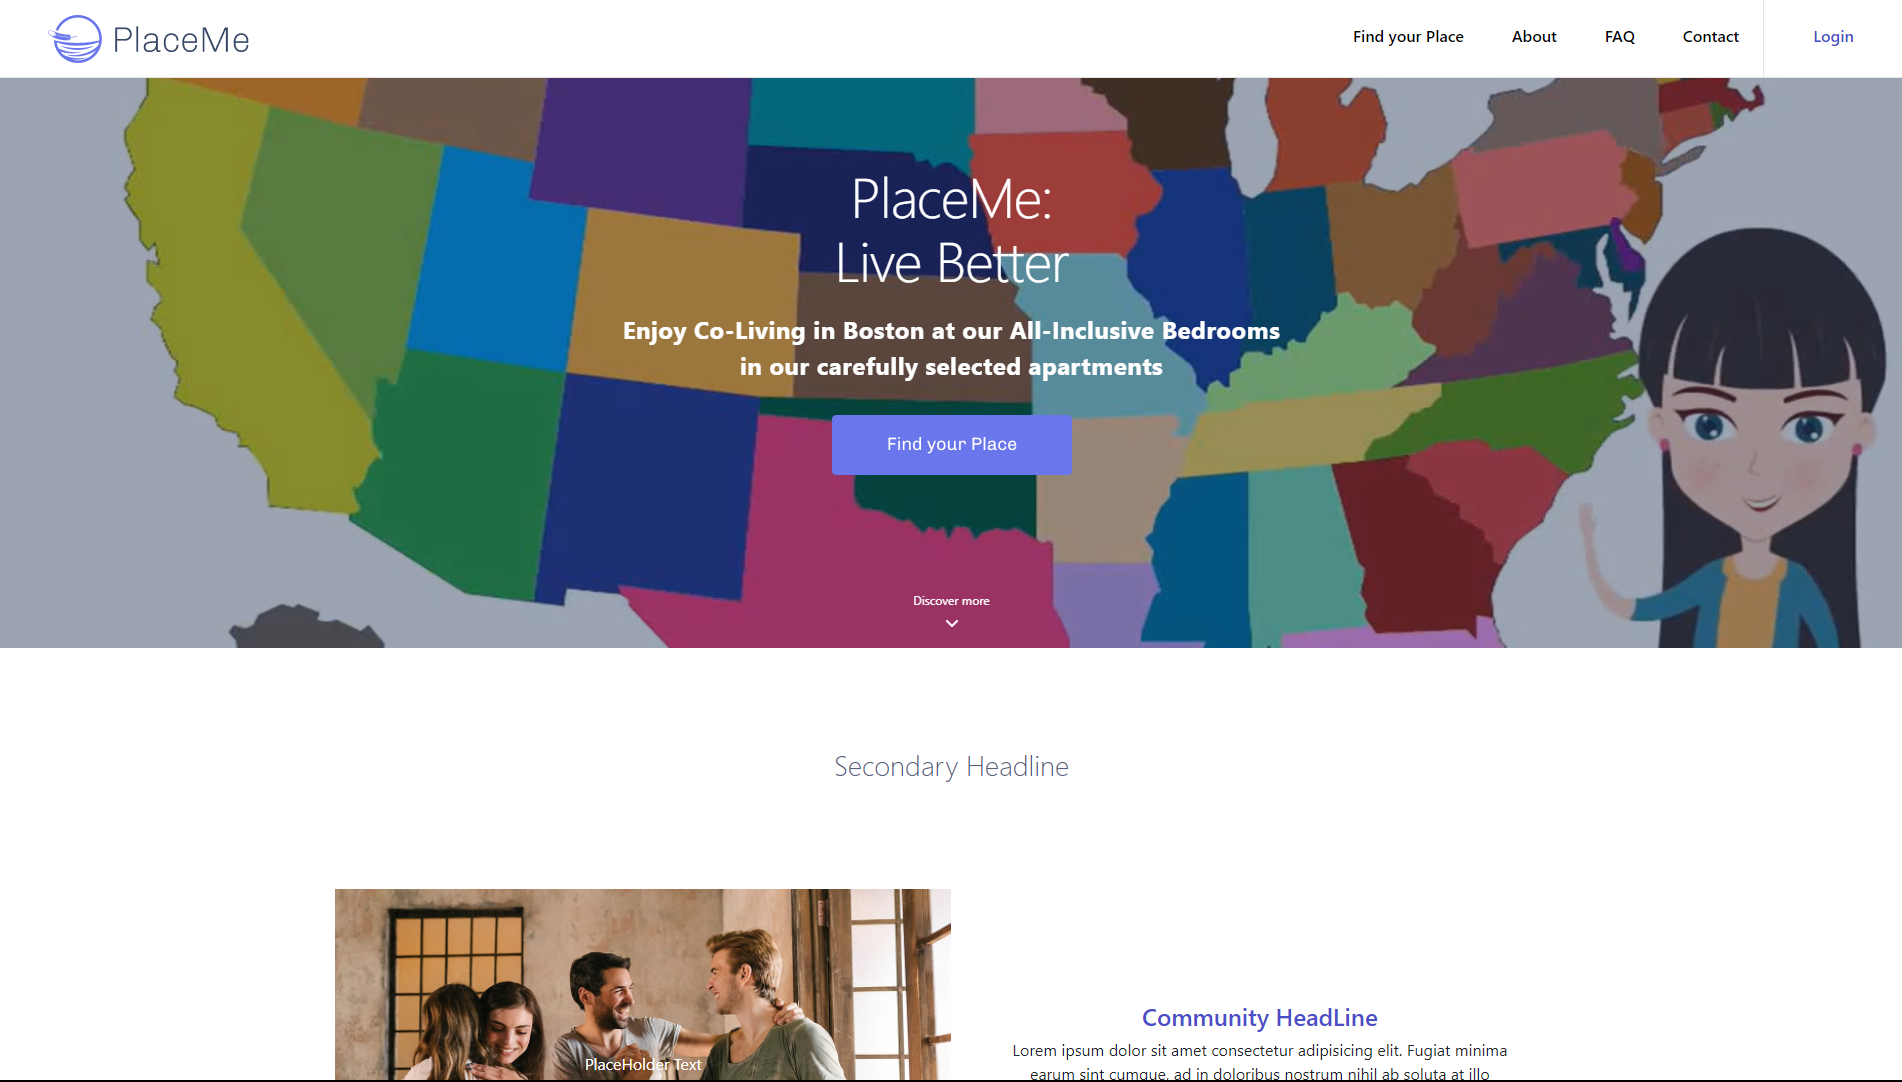 PlaceMe
Find your Place
About
FAQ
Contact
Login
PlaceMe:
Live Better
Enjoy Co-Living in Boston at our All-Inclusive Bedrooms
in our carefully selected apartments
Find your Place
Discover more
Secondary Headline
PlaceHolder Text
Community HeadLine
Lorem ipsum dolor sit amet consectetur adipisicing elit. Fugiat minima
earum sint cumque, ad in doloribus nostrum nihil ab soluta at illo